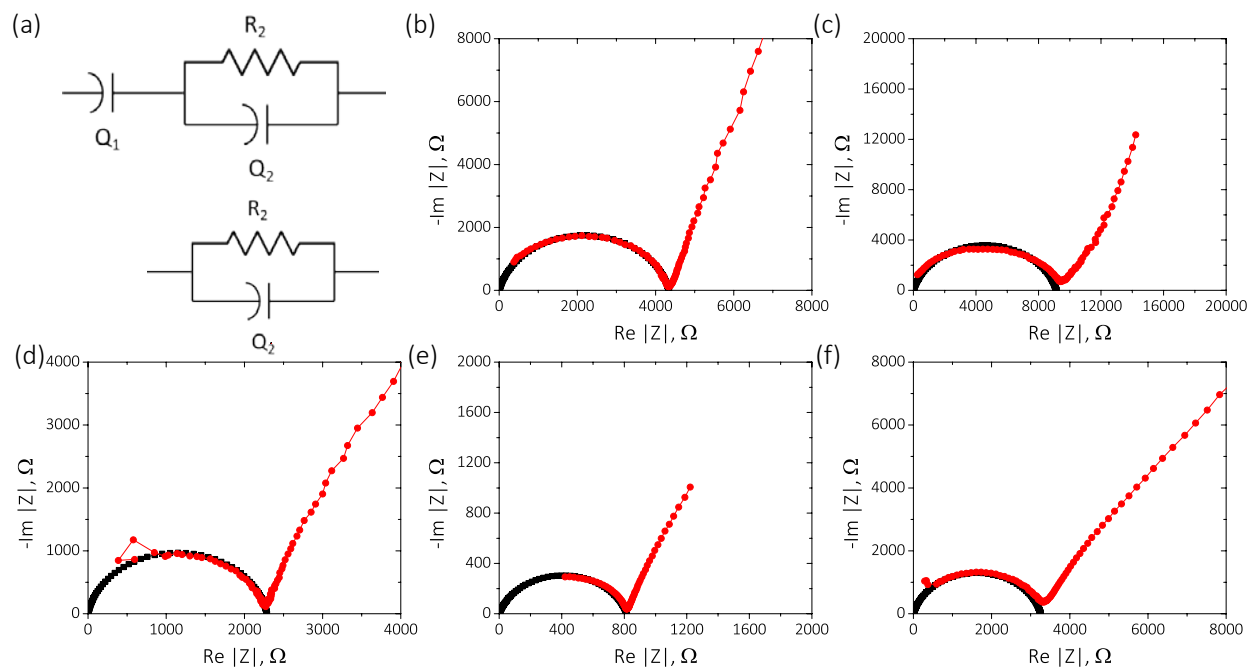 (a)
R2
Q1
Q2
R2
Q2
(b)
8000
6000
4000
2000
0
-Im |Z|, Ω
0 2000 4000 6000 8000
Re |Z|, Ω
(c)
20000
16000
12000
8000
4000
0
-Im |Z|, Ω
0 4000 8000 12000 16000 20000
Re |Z|, Ω
(d)
4000
3000
2000
1000
0
-Im |Z|, Ω
0 1000 2000 3000 4000
Re |Z|, Ω
(e)
2000
1600
1200
800
400
0
-Im |Z|, Ω
0 400 800 1200 1600 2000
Re |Z|, Ω
(f)
8000
6000
4000
2000
0
-Im |Z|, Ω
0 2000 4000 6000 8000
Re |Z|, Ω